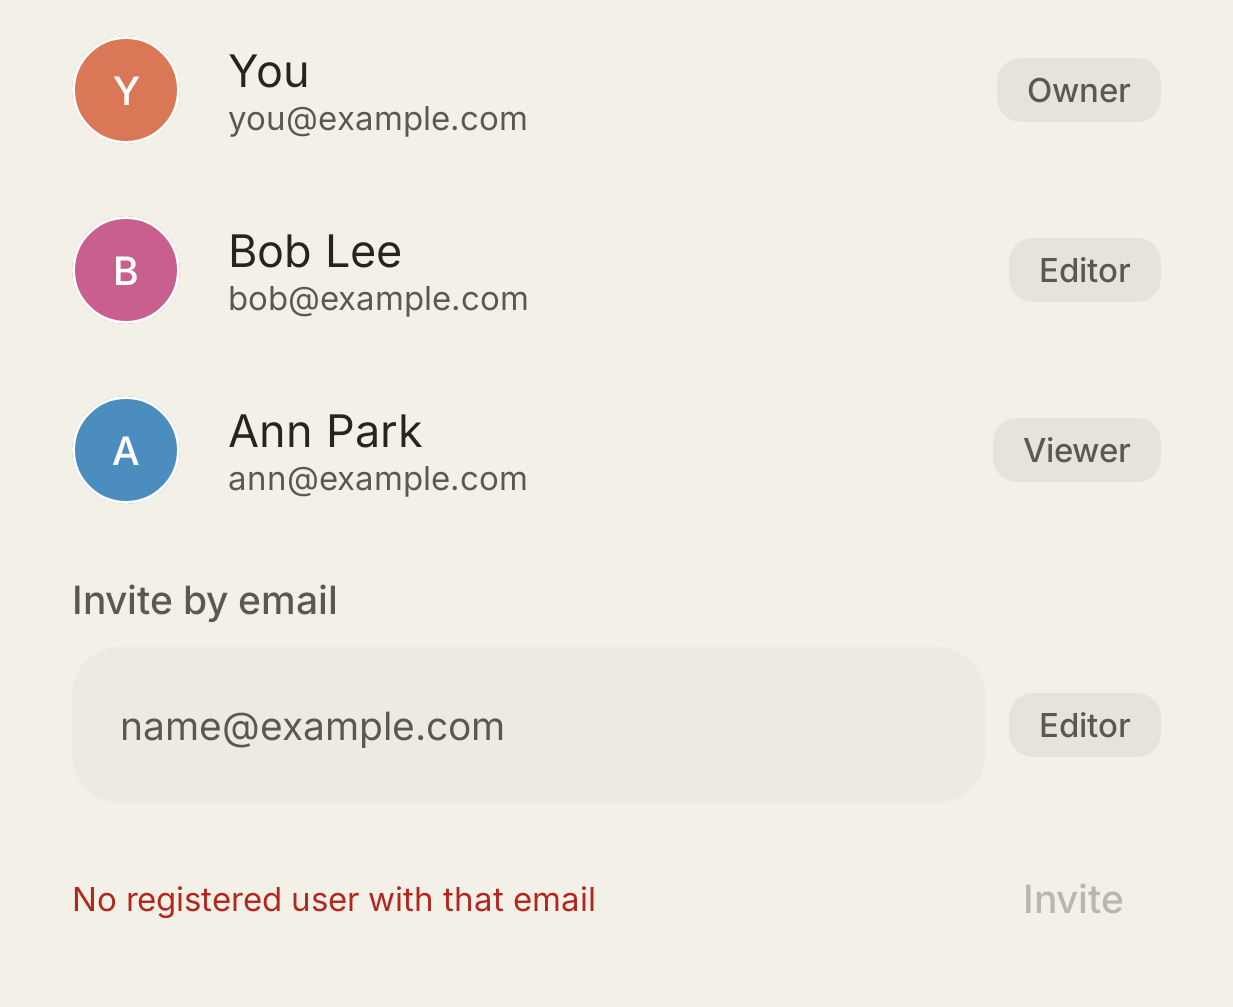 Y
You
you@example.com
Owner
B
Bob Lee
bob@example.com
Editor
A
Ann Park
ann@example.com
Viewer
Invite by email
name@example.com
Editor
No registered user with that email
Invite